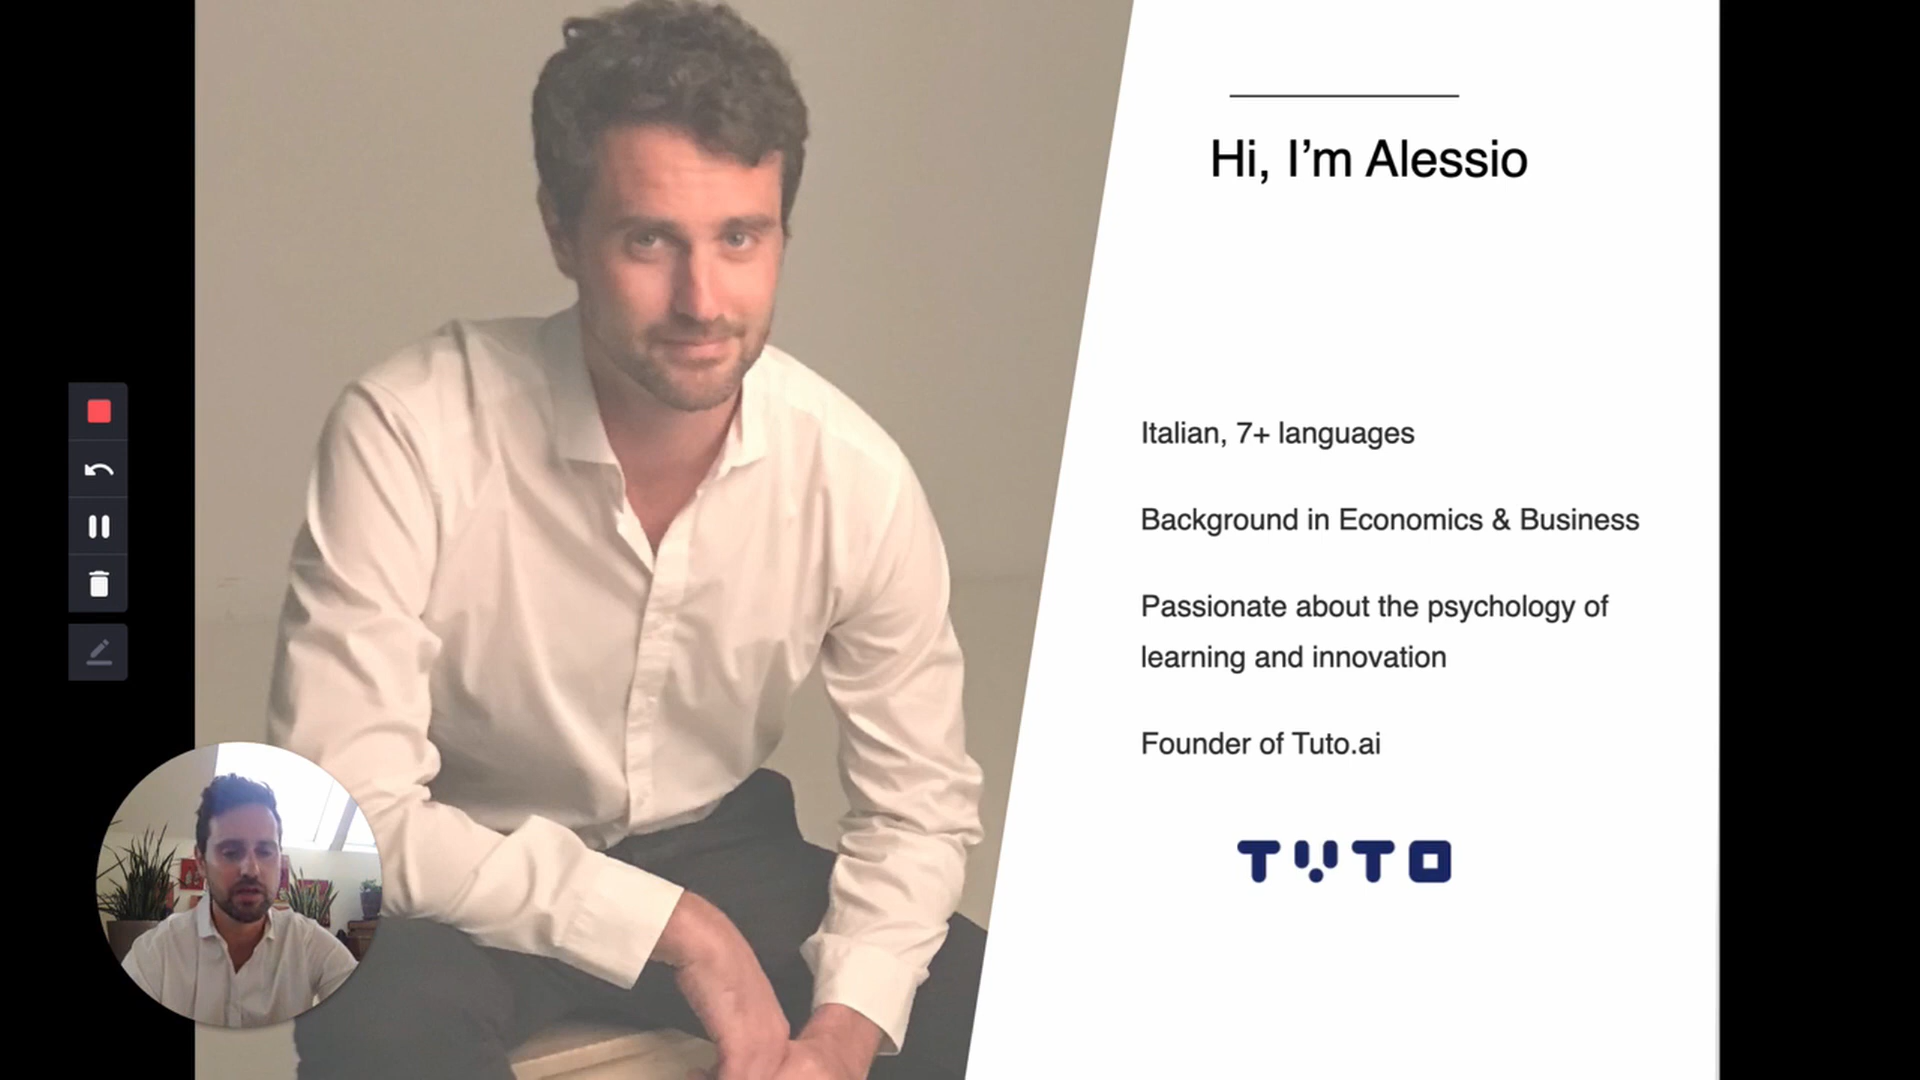 Hi, I’m Alessio
Italian, 7+ languages
Background in Economics & Business
Passionate about the psychology of
learning and innovation
Founder of Tuto.ai
TUTO